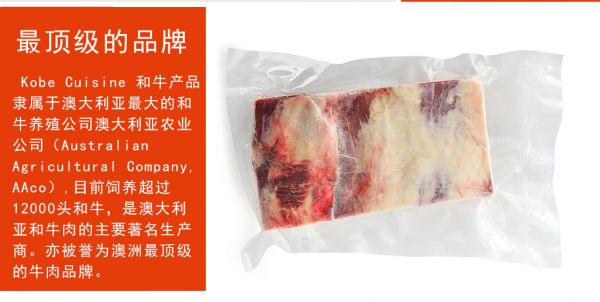 最顶级的品牌
Kobe Cuisine 和牛产品
隶属于澳大利亚最大的和
牛养殖公司澳大利亚农业
公司（Australian
Agricultural Company,
AAco）,目前饲养超过
12000头和牛，是澳大利
亚和牛肉的主要著名生产
商。亦被誉为澳洲最顶级
的牛肉品牌。